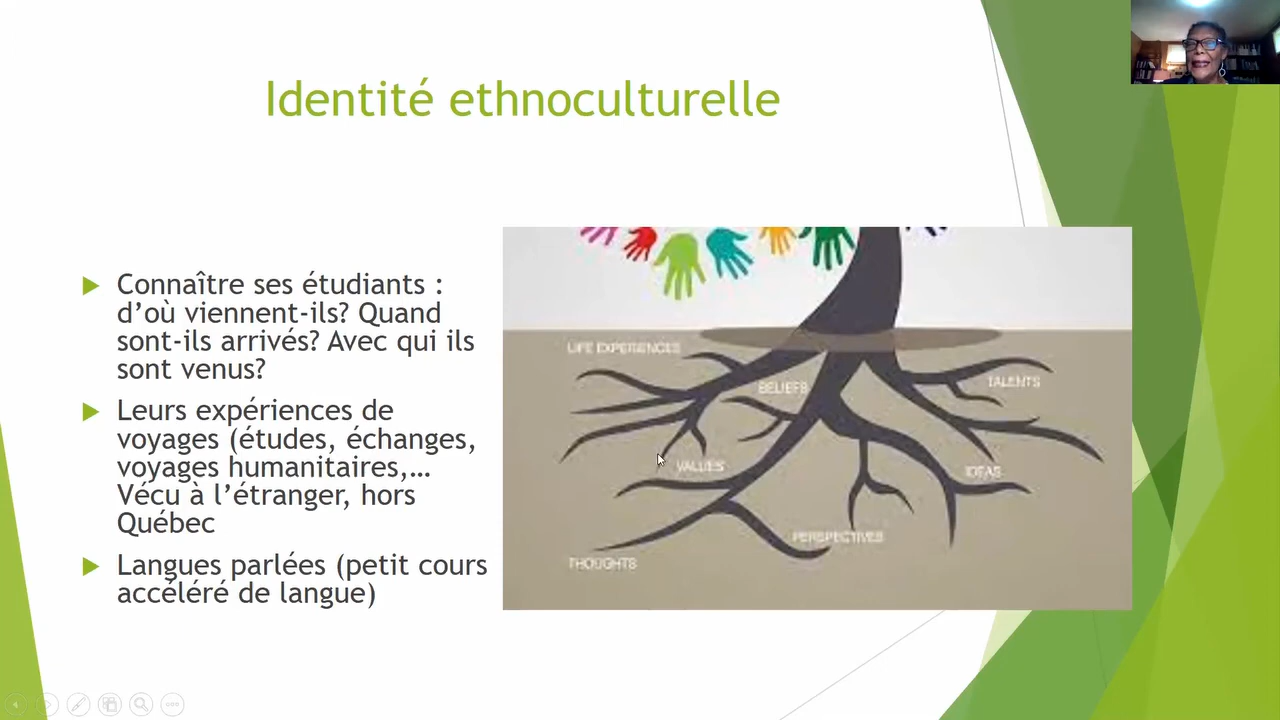 Identité ethnoculturelle
Connaître ses étudiants :
d’où viennent-ils? Quand
sont-ils arrivés? Avec qui ils
sont venus?
Leurs expériences de
voyages (études, échanges,
voyages humanitaires,…
Vécu à l’étranger, hors
Québec
Langues parlées (petit cours
accéléré de langue)
LIFE EXPERIENCES
BELIEFS
TALENTS
VALUES
IDEAS
PERSPECTIVES
THOUGHTS